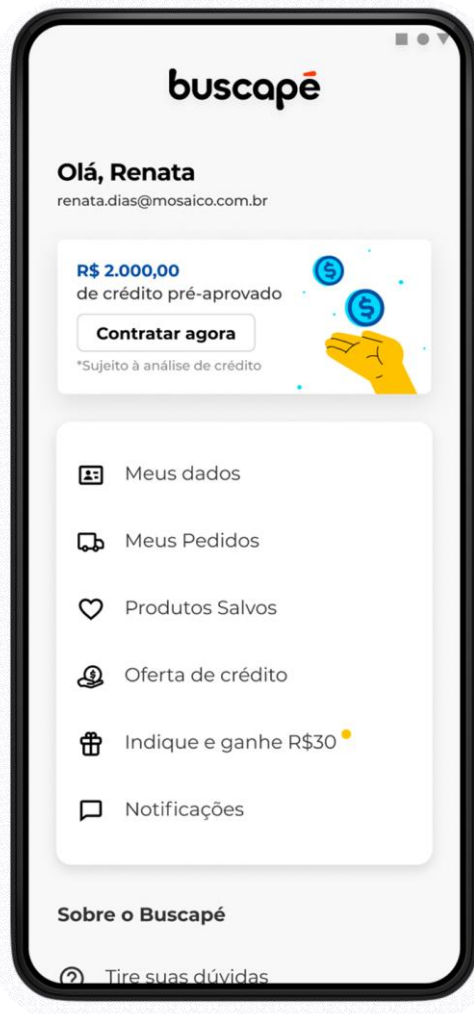 buscapé
Olá, Renata
renata.dias@mosaico.com.br
R$ 2.000,00
de crédito pré-aprovado
Contratar agora
*Sujeito à análise de crédito
Meus dados
Meus Pedidos
Produtos Salvos
Oferta de crédito
Indique e ganhe R$30
Notificações
Sobre o Buscapé
Tire suas dúvidas